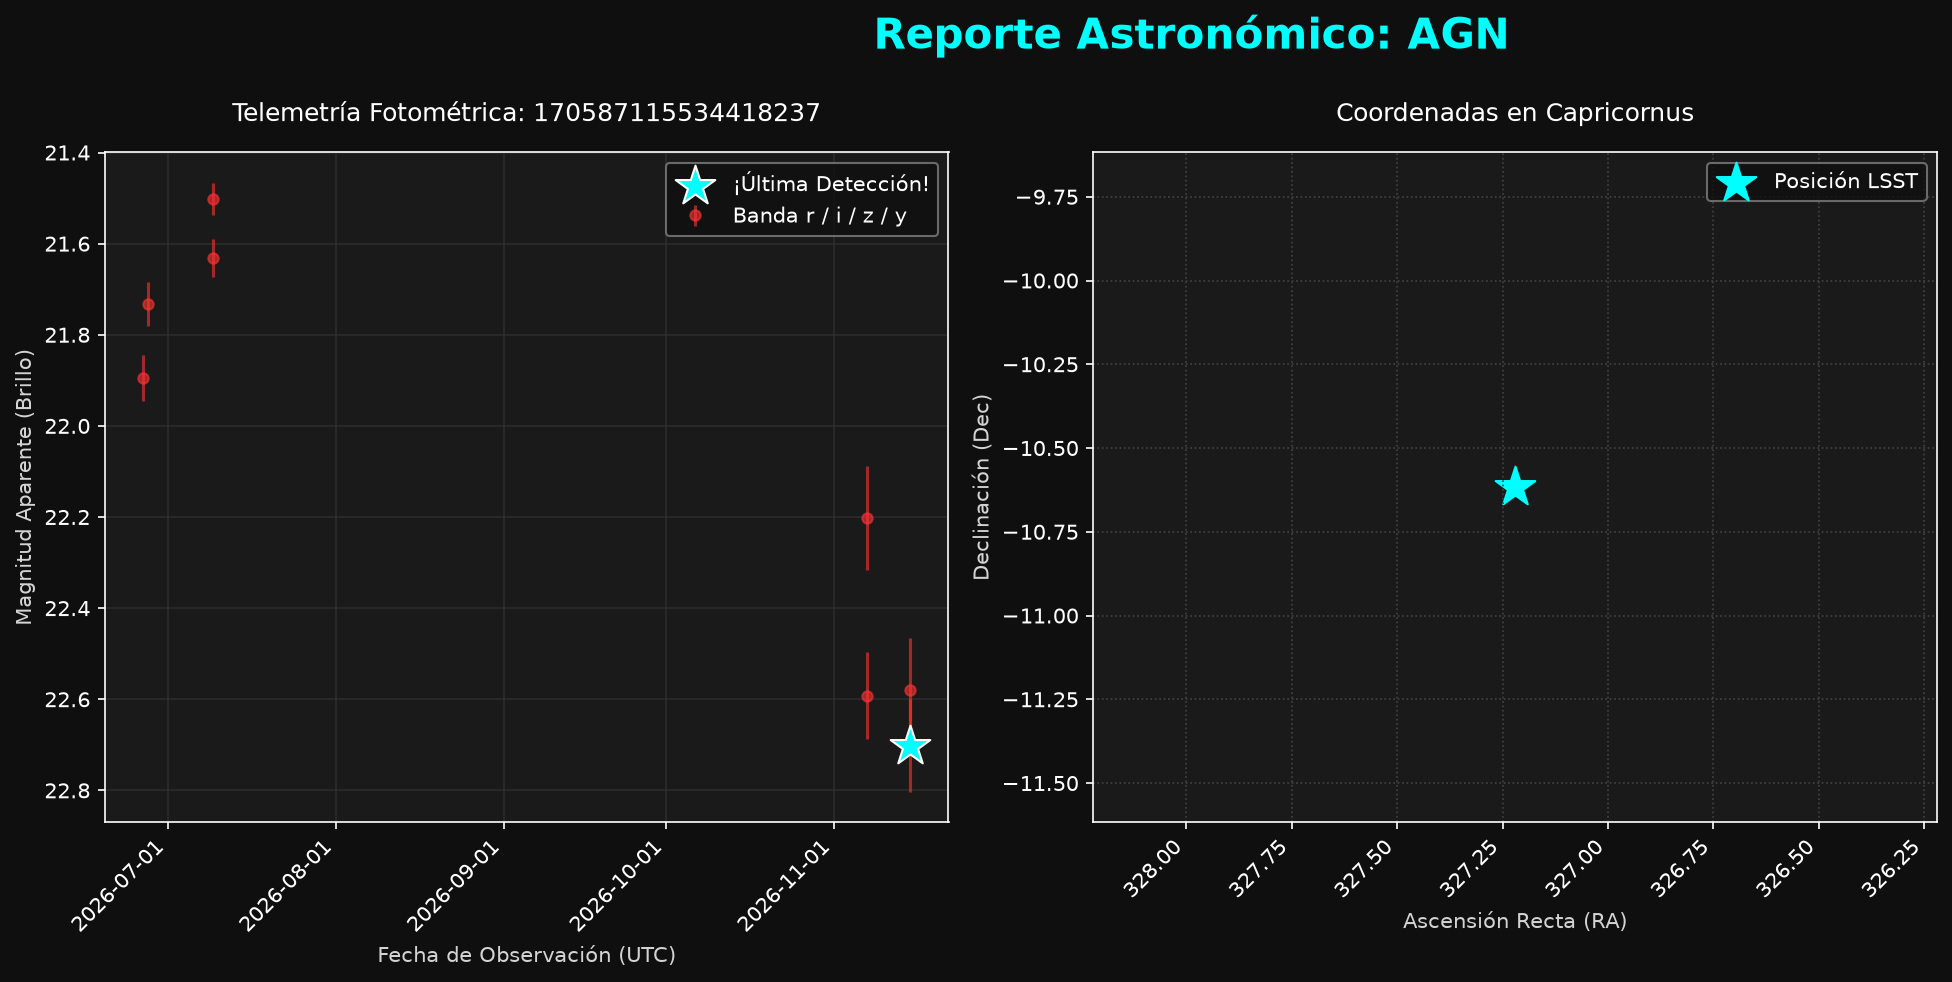 Reporte Astronómico: AGN
Telemetría Fotométrica: 170587115534418237
Magnitud Aparente (Brillo)
21.4
21.6
21.8
22.0
22.2
22.4
22.6
22.8
¡Última Detección!
Banda r / i / z / y
2026-07-01
2026-08-01
2026-09-01
2026-10-01
2026-11-01
Fecha de Observación (UTC)
Coordenadas en Capricornus
Declinación (Dec)
−9.75
−10.00
−10.25
−10.50
−10.75
−11.00
−11.25
−11.50
Posición LSST
328.00
327.75
327.50
327.25
327.00
326.75
326.50
326.25
Ascensión Recta (RA)